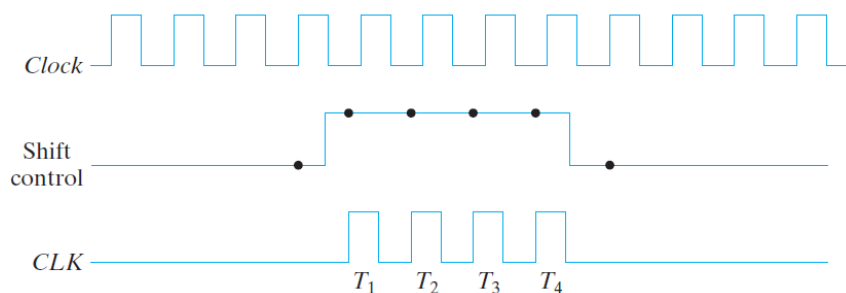 Clock
Shift
control
CLK
T₁ T₂ T₃ T₄